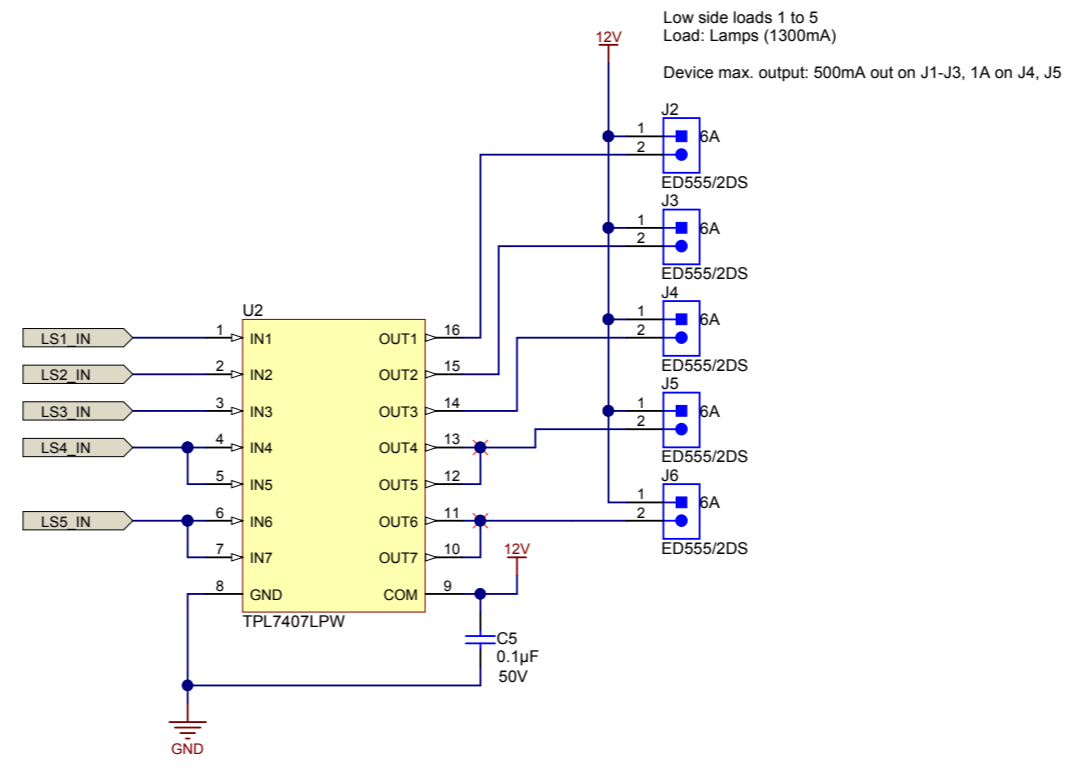 Low side loads 1 to 5
Load: Lamps (1300mA)
Device max. output: 500mA out on J1-J3, 1A on J4, J5
12V
J2
1
6A
2
ED555/2DS
J3
1
6A
2
ED555/2DS
J4
1
6A
2
ED555/2DS
J5
1
6A
2
ED555/2DS
J6
1
6A
2
ED555/2DS
U2
LS1_IN 1 IN1 OUT1 16
LS2_IN 2 IN2 OUT2 15
LS3_IN 3 IN3 OUT3 14
LS4_IN 4 IN4 OUT4 13
5 IN5 OUT5 12
LS5_IN 6 IN6 OUT6 11
7 IN7 OUT7 10
12V
8 GND COM 9
TPL7407LPW
C5
0.1µF
50V
GND